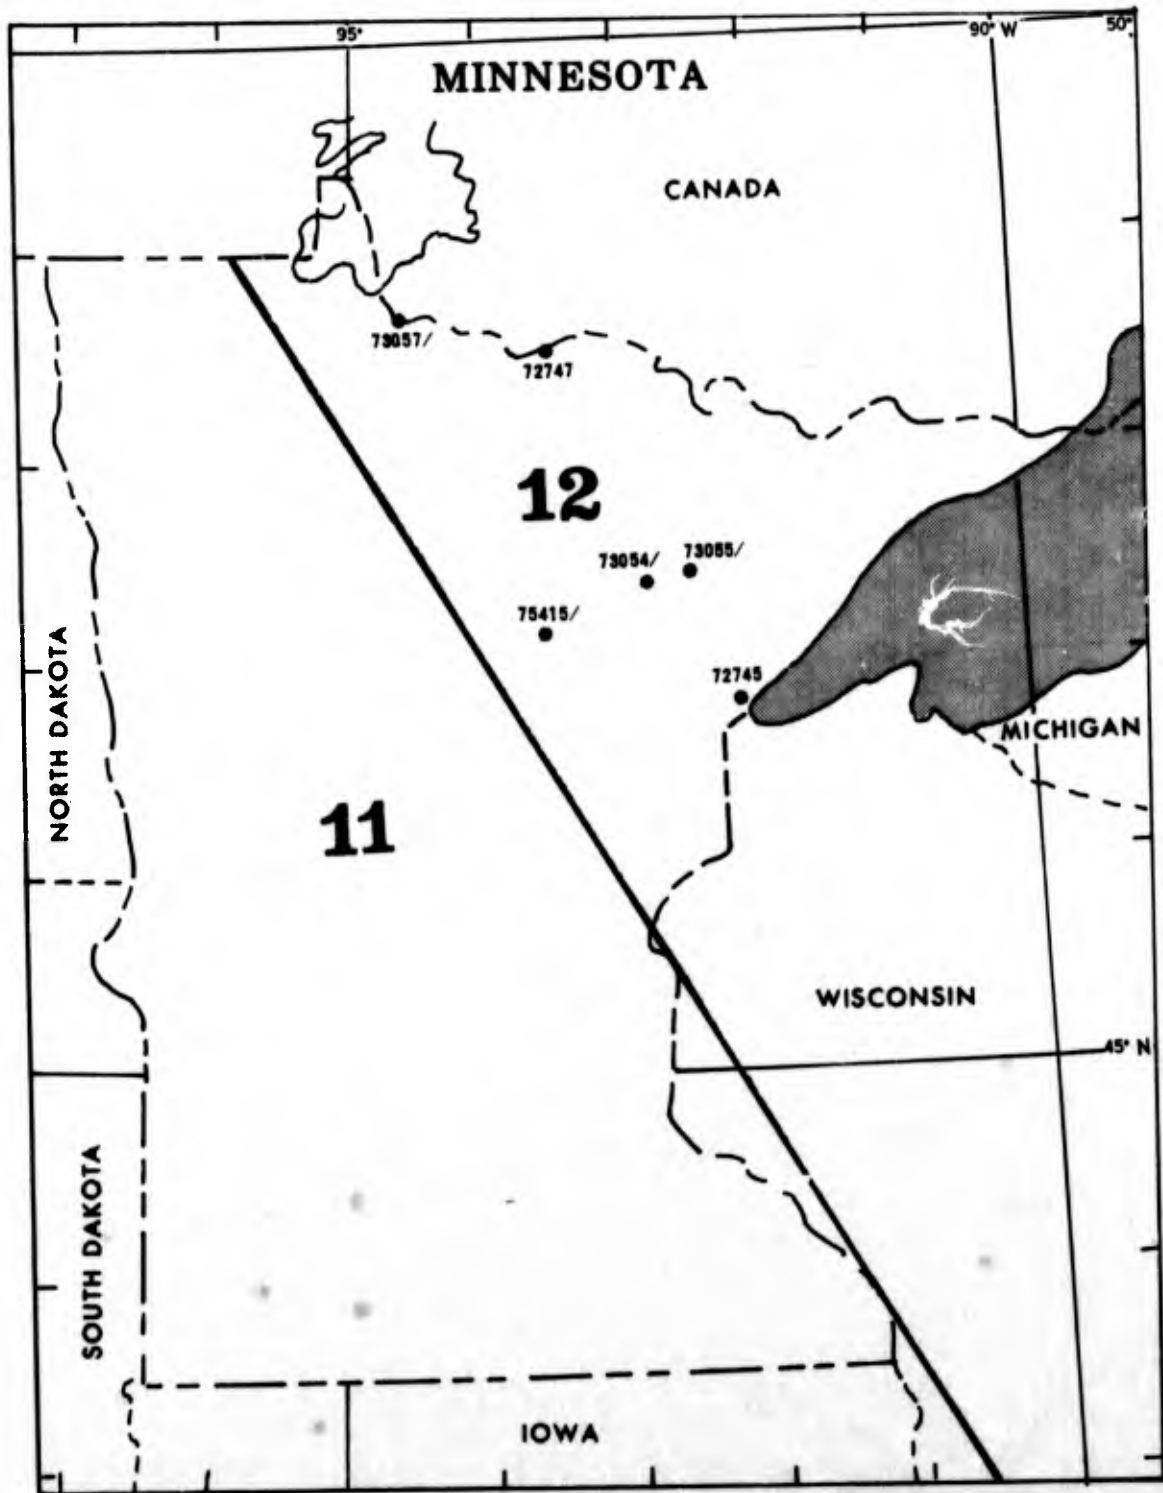 95°
90° W
50°
MINNESOTA
CANADA
73057/
72747
12
73054/
73055/
75415/
72745
NORTH DAKOTA
MICHIGAN
11
WISCONSIN
45° N
SOUTH DAKOTA
IOWA